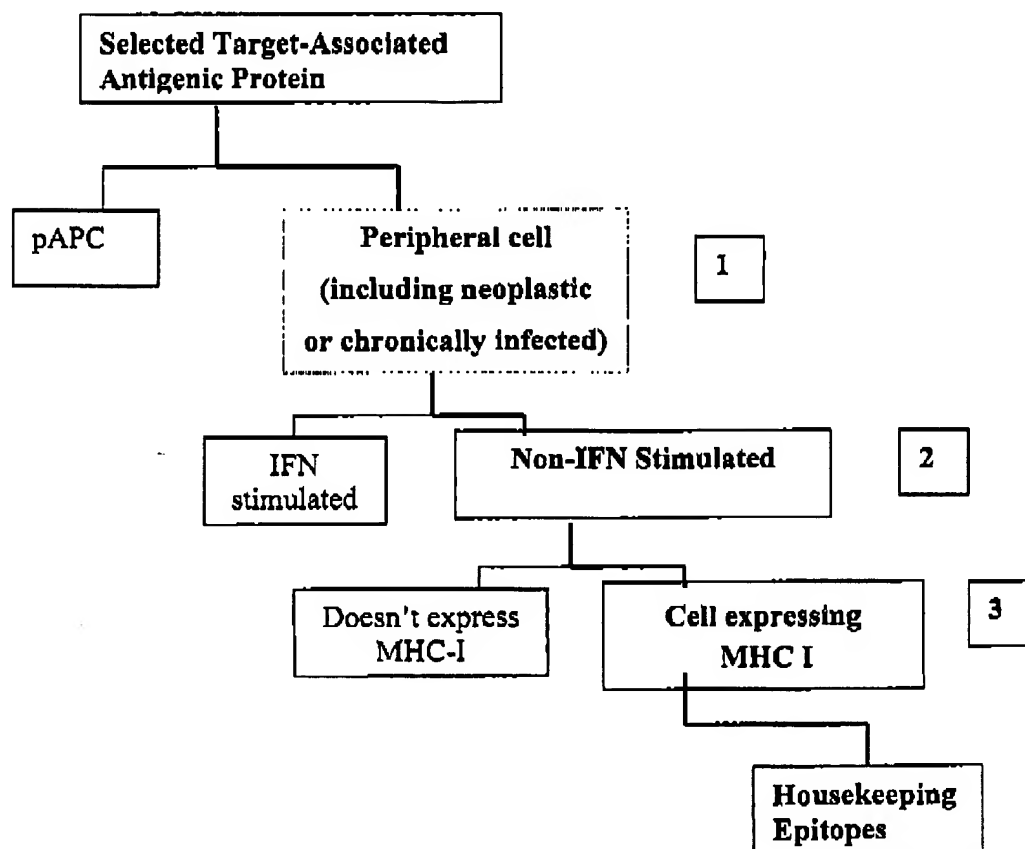 Selected Target-Associated
Antigenic Protein
pAPC
Peripheral cell
(including neoplastic
or chronically infected)
1
IFN
stimulated
Non-IFN Stimulated
2
Doesn't express
MHC-I
Cell expressing
MHC I
3
Housekeeping
Epitopes